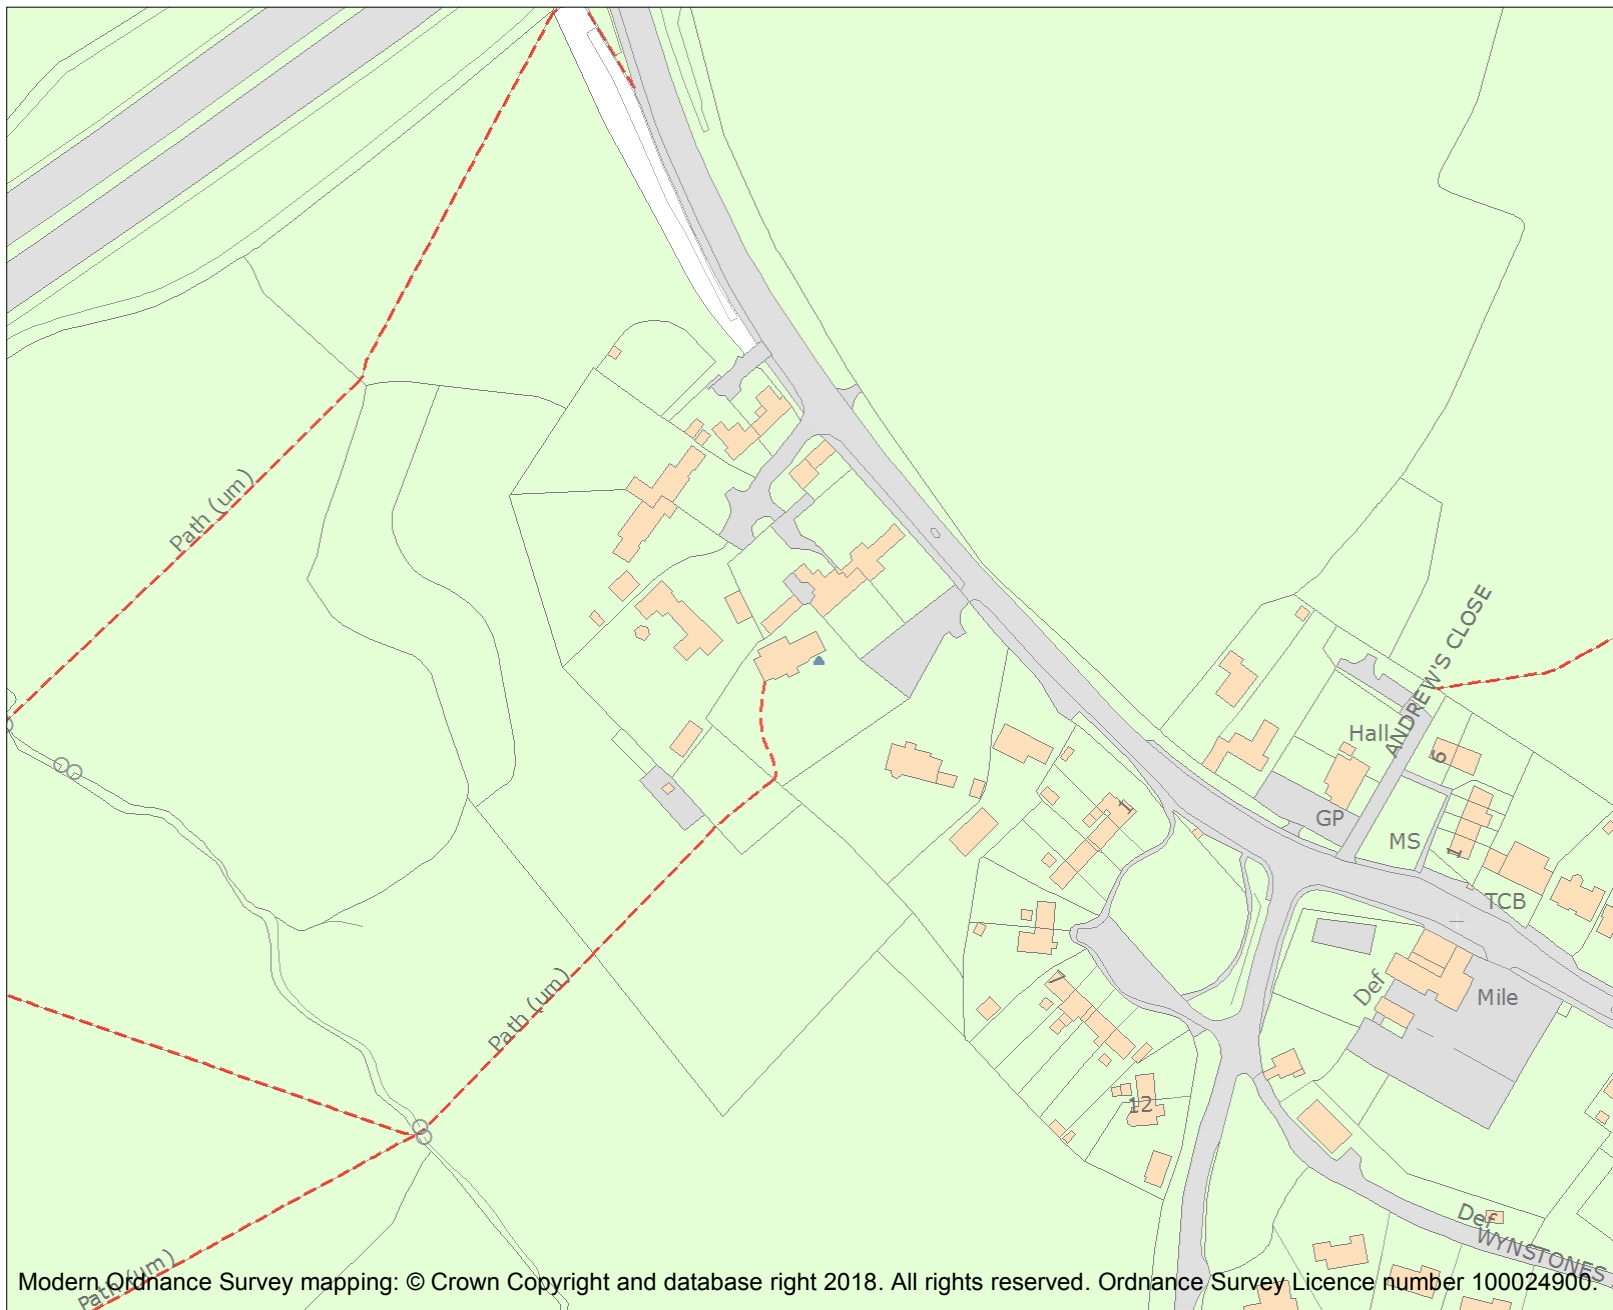 Path (um)
ANDREW'S CLOSE
Hall
6
GP
1
MS
1
TCB
7
Def
Mile
Path (um)
12
Def
WYNSTONES
Path (um)
Modern Ordnance Survey mapping: © Crown Copyright and database right 2018. All rights reserved. Ordnance Survey Licence number 100024900.